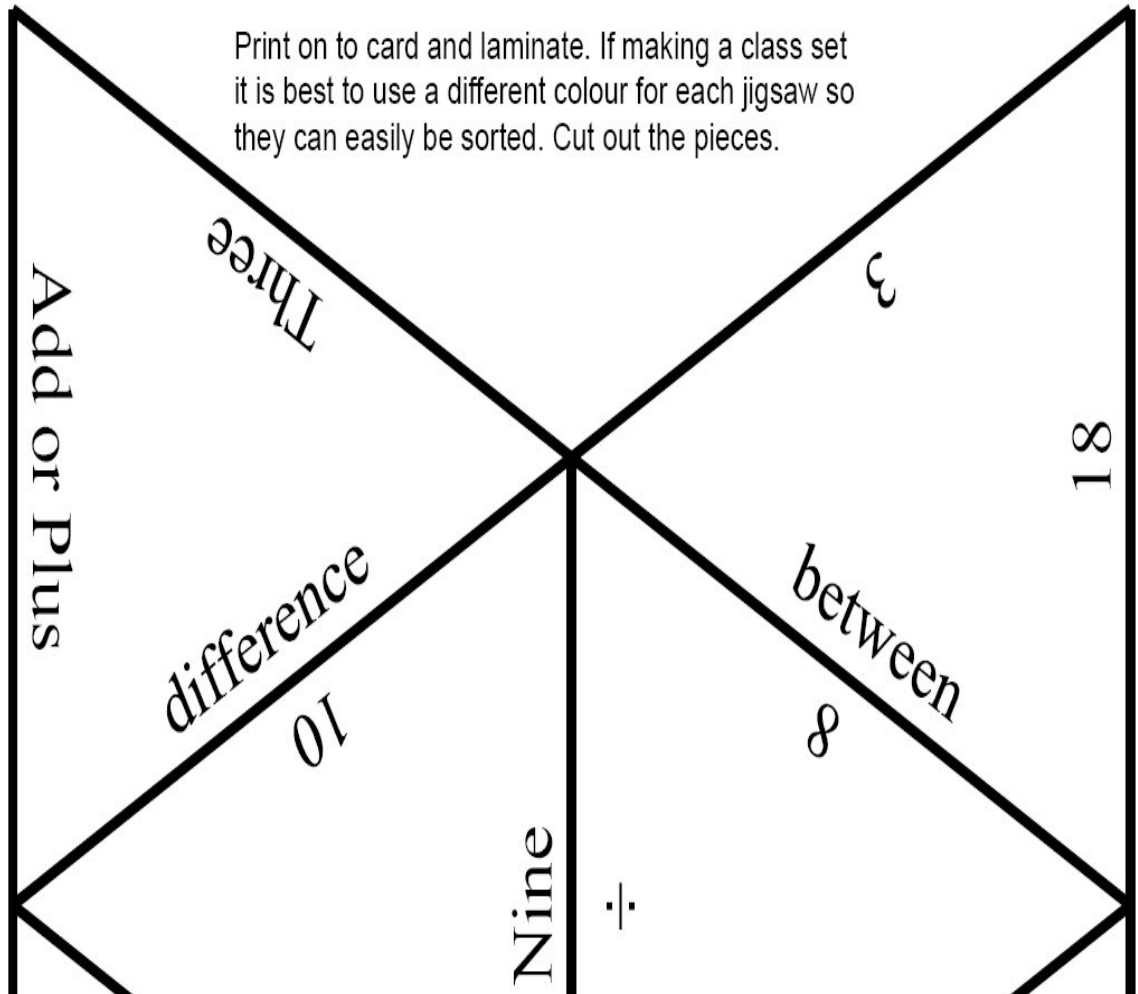 Print on to card and laminate. If making a class set
it is best to use a different colour for each jigsaw so
they can easily be sorted. Cut out the pieces.
Three
3
Add or Plus
18
difference
between
10
8
Nine
÷